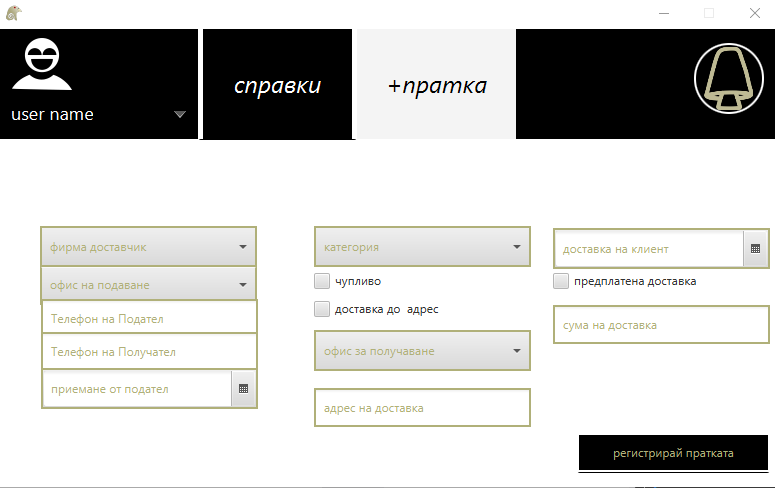 user name
справки
+пратка
фирма доставчик
офис на подаване
Телефон на Подател
Телефон на Получател
приемане от подател
категория
чупливо
доставка до адрес
офис за получаване
адрес на доставка
доставка на клиент
предплатена доставка
сума на доставка
регистрирай пратката